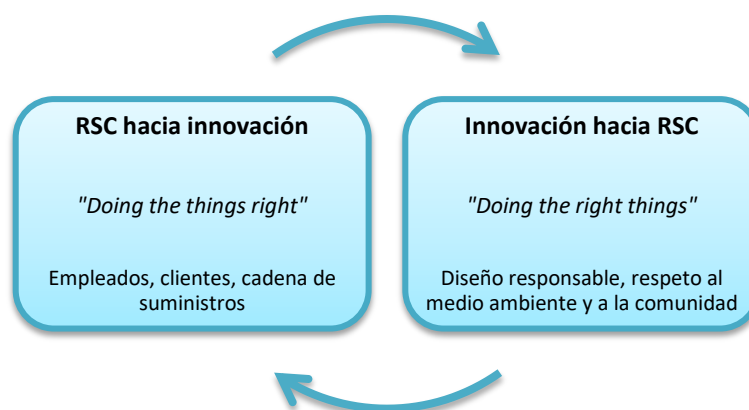 RSC hacia innovación
"Doing the things right"
Empleados, clientes, cadena de
suministros
Innovación hacia RSC
"Doing the right things"
Diseño responsable, respeto al
medio ambiente y a la comunidad